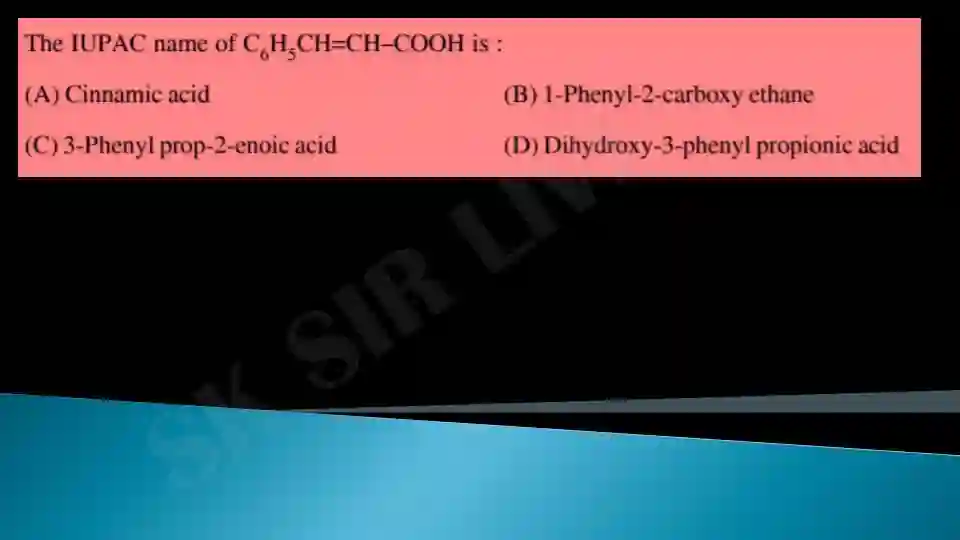 The IUPAC name of C₆H₅CH=CH–COOH is :
(A) Cinnamic acid (B) 1-Phenyl-2-carboxy ethane
(C) 3-Phenyl prop-2-enoic acid (D) Dihydroxy-3-phenyl propionic acid
SK SIR LIV